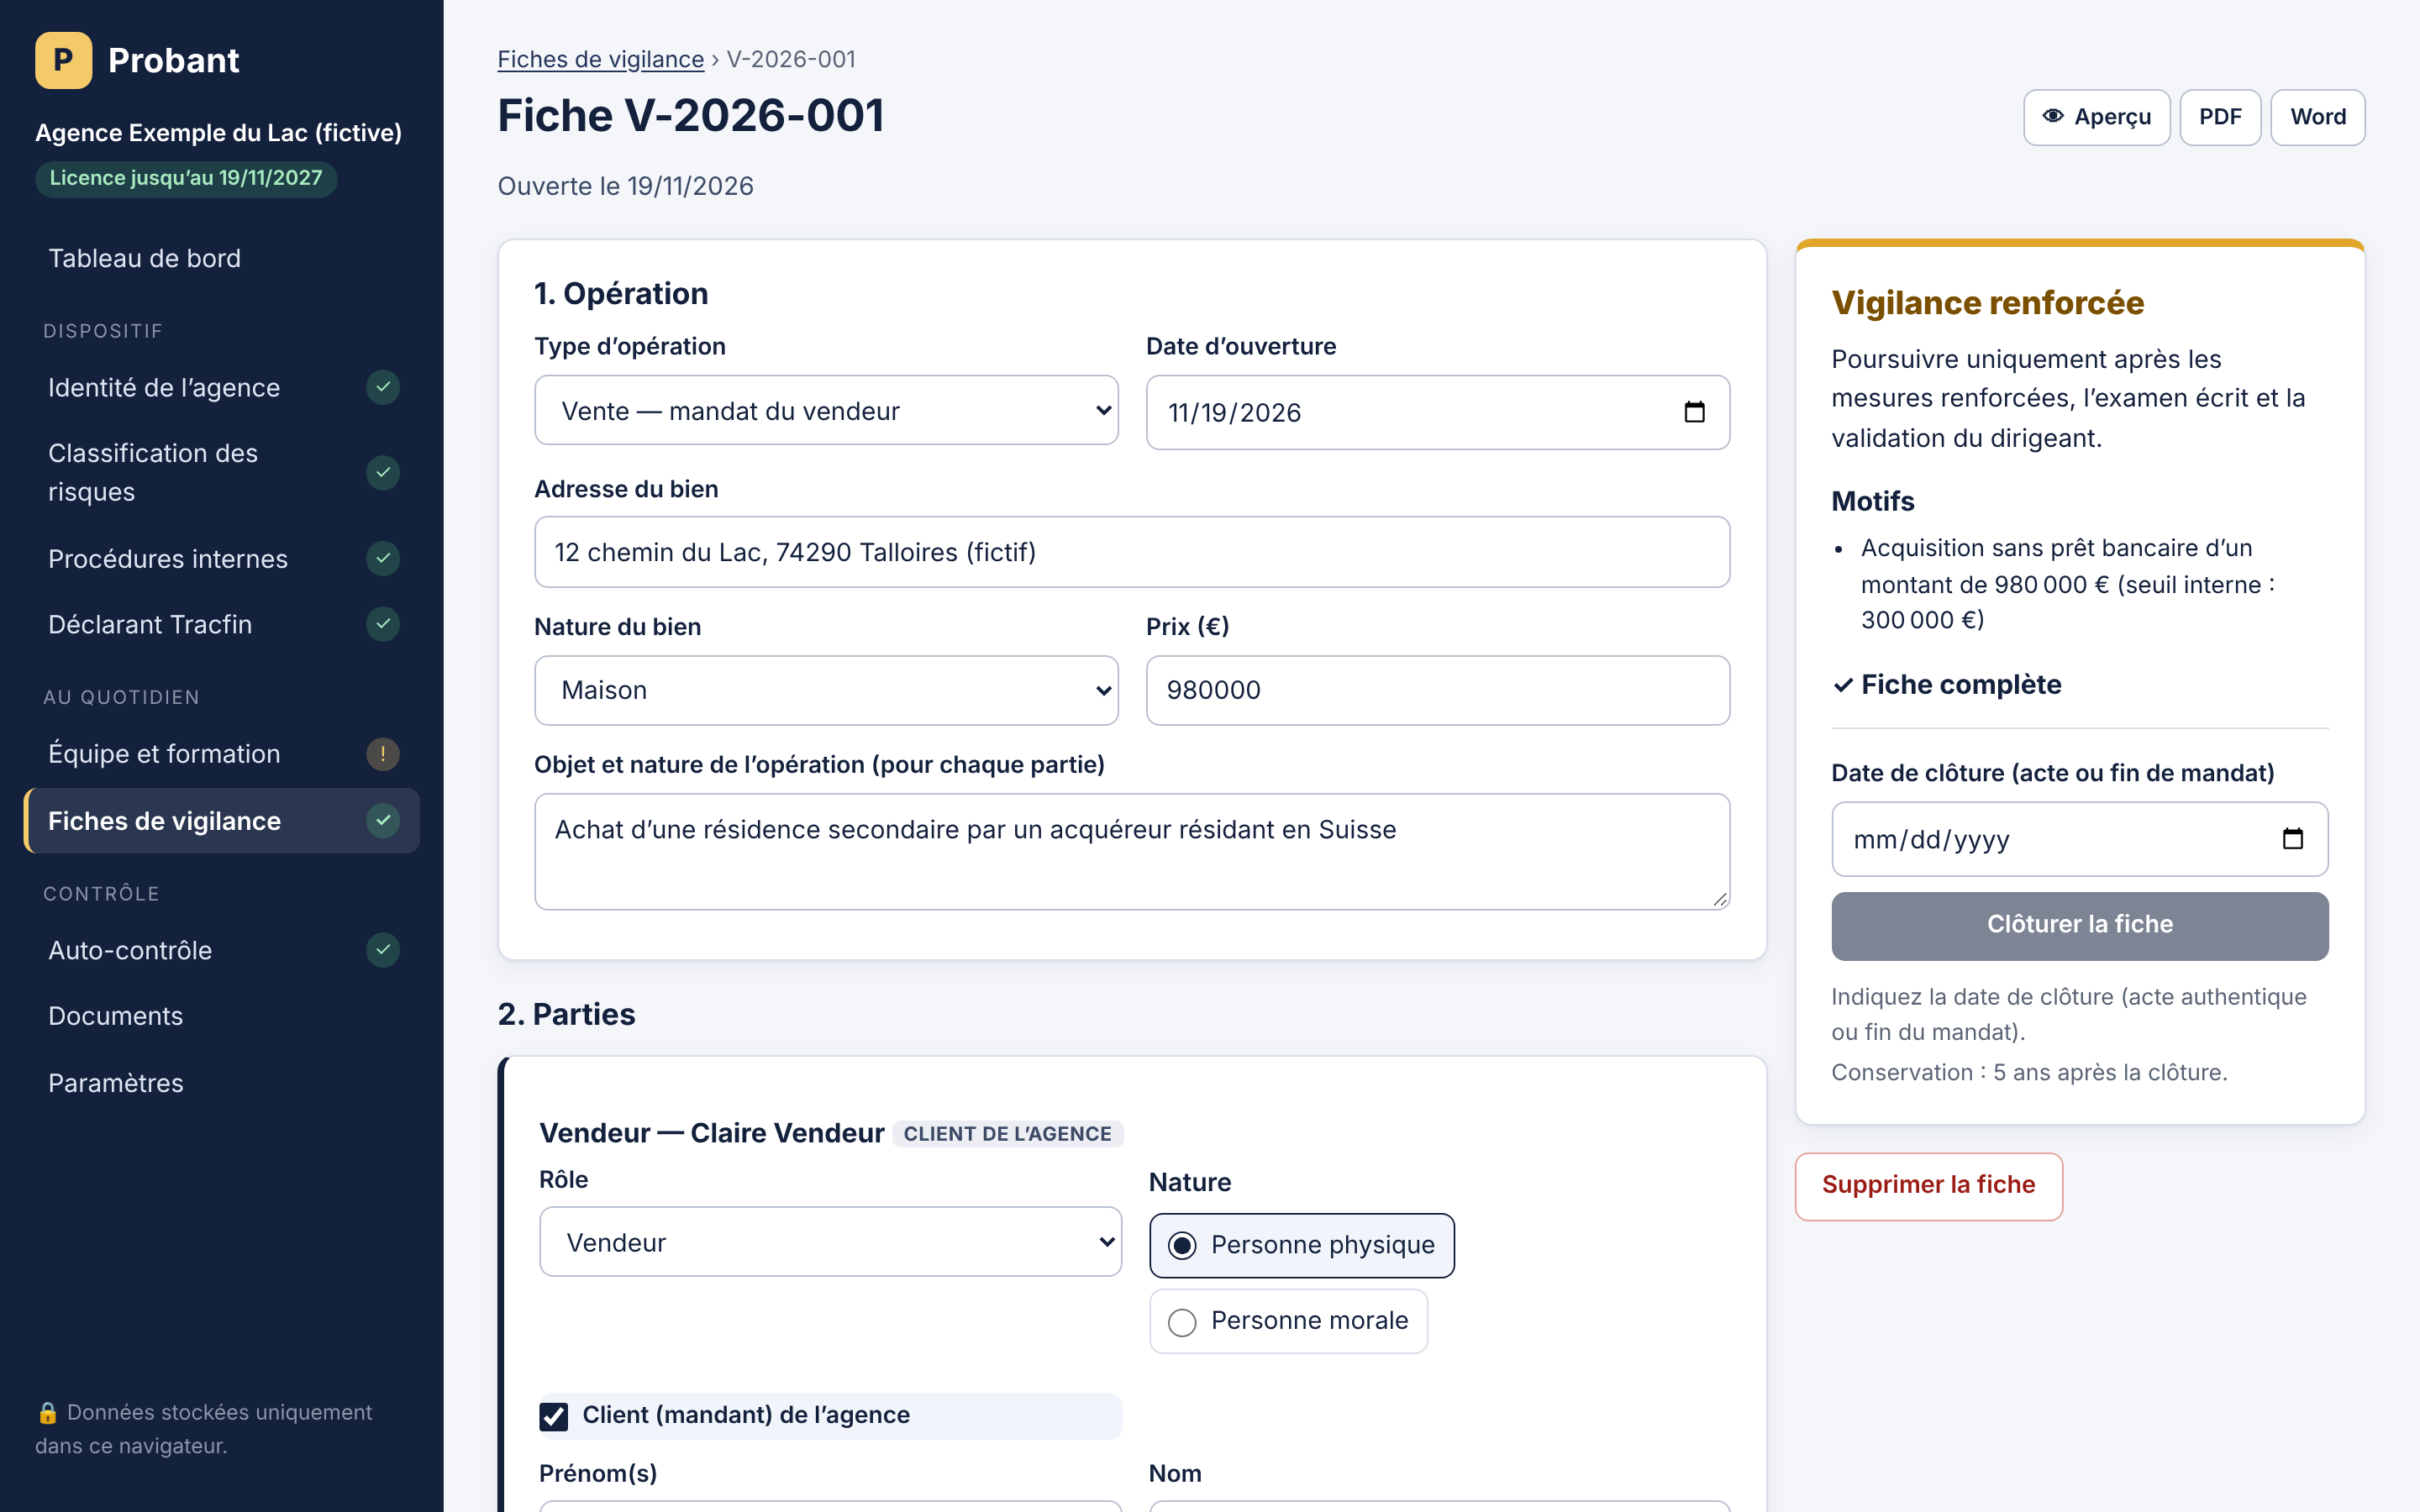 P Probant
Agence Exemple du Lac (fictive)
Licence jusqu’au 19/11/2027
Tableau de bord
DISPOSITIF
Identité de l’agence
Classification des
risques
Procédures internes
Déclarant Tracfin
AU QUOTIDIEN
Équipe et formation
!
Fiches de vigilance
CONTRÔLE
Auto-contrôle
Documents
Paramètres
Données stockées uniquement
dans ce navigateur.
Fiches de vigilance › V-2026-001
Fiche V-2026-001
Aperçu
PDF
Word
Ouverte le 19/11/2026
1. Opération
Type d’opération
Vente — mandat du vendeur
Date d’ouverture
11/19/2026
Adresse du bien
12 chemin du Lac, 74290 Talloires (fictif)
Nature du bien
Maison
Prix (€)
980000
Objet et nature de l’opération (pour chaque partie)
Achat d’une résidence secondaire par un acquéreur résidant en Suisse
2. Parties
Vendeur — Claire Vendeur CLIENT DE L’AGENCE
Rôle
Vendeur
Nature
Personne physique
Personne morale
Client (mandant) de l’agence
Prénom(s)
Nom
Vigilance renforcée
Poursuivre uniquement après les
mesures renforcées, l’examen écrit et la
validation du dirigeant.
Motifs
• Acquisition sans prêt bancaire d’un
montant de 980 000 € (seuil interne :
300 000 €)
✓ Fiche complète
Date de clôture (acte ou fin de mandat)
mm/dd/yyyy
Clôturer la fiche
Indiquez la date de clôture (acte authentique
ou fin du mandat).
Conservation : 5 ans après la clôture.
Supprimer la fiche